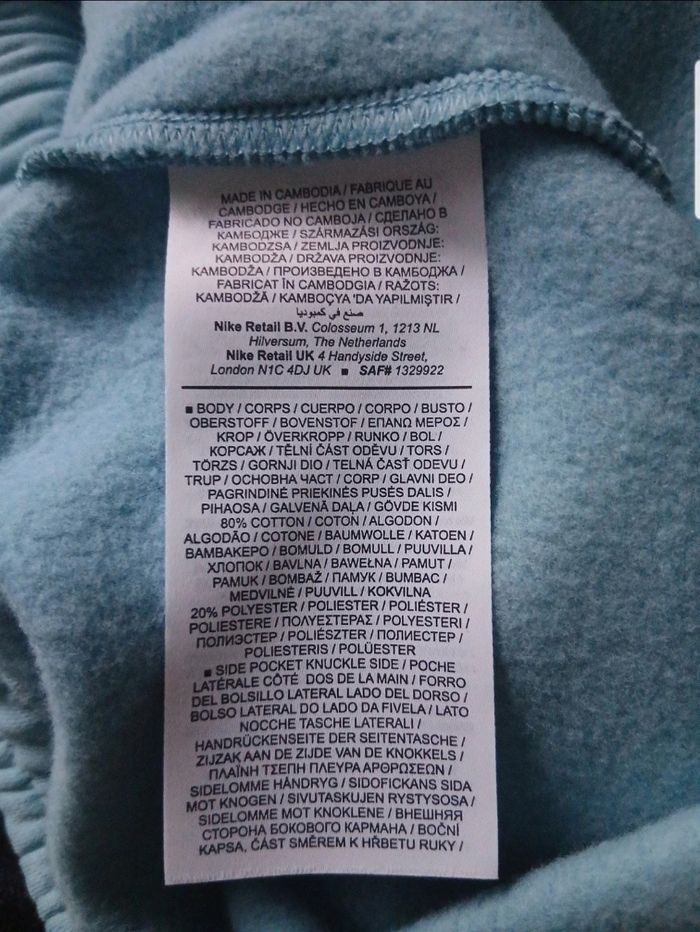 MADE IN CAMBODIA / FABRIQUE AU
CAMBODGE / HECHO EN CAMBOYA /
FABRICADO NO CAMBOJA / СДЕЛАНО В
КАМБОДЖЕ / SZÁRMAZÁSI ORSZÁG:
KAMBODZSA / ZEMLJA PROIZVODNJE:
KAMBODŽA / DRŽAVA PROIZVODNJE:
KAMBODŽA / ПРОИЗВЕДЕНО В КАМБОДЖА /
FABRICAT ÎN CAMBODGIA / RAŽOTS:
KAMBODŽĀ / KAMBOÇYA 'DA YAPILMIŞTIR /
صنع في كمبوديا
Nike Retail B.V. Colosseum 1, 1213 NL
Hilversum, The Netherlands
Nike Retail UK 4 Handyside Street,
London N1C 4DJ UK ■ SAF# 1329922
■ BODY / CORPS / CUERPO / CORPO / BUSTO /
OBERSTOFF / BOVENSTOF / ΕΠΑΝΩ ΜΕΡΟΣ /
KROP / ÖVERKROPP / RUNKO / BOL /
КОРСАЖ / TĚLNÍ ČÁST ODĚVU / TORS /
TÖRZS / GORNJI DIO / TELNÁ ČASŤ ODEVU /
TRUP / ОСНОВНА ЧАСТ / CORP / GLAVNI DEO /
PAGRINDINĖ PRIEKINĖS PUSĖS DALIS /
PIHAOSA / GALVENĀ DAĻA / GÖVDE KISMI
80% COTTON / COTON / ALGODON /
ALGODÃO / COTONE / BAUMWOLLE / KATOEN /
ΒΑΜΒΑΚΕΡΟ / BOMULD / BOMULL / PUUVILLA /
ХЛОПОК / BAVLNA / BAWEŁNA / PAMUT /
PAMUK / BOMBAŽ / ПАМУК / BUMBAC /
MEDVILNĖ / PUUVILL / KOKVILNA
20% POLYESTER / POLIESTER / POLIÉSTER /
POLIESTERE / ΠΟΛΥΕΣΤΕΡΑΣ / POLYESTERI /
ПОЛИЭСТЕР / POLIÉSZTER / ПОЛИЕСТЕР /
POLIESTERIS / POLÜESTER
■ SIDE POCKET KNUCKLE SIDE / POCHE
LATÉRALE CÔTÉ DOS DE LA MAIN / FORRO
DEL BOLSILLO LATERAL LADO DEL DORSO /
BOLSO LATERAL DO LADO DA FIVELA / LATO
NOCCHE TASCHE LATERALI /
HANDRÜCKENSEITE DER SEITENTASCHE /
ZIJZAK AAN DE ZIJDE VAN DE KNOKKELS /
ΠΛΑΪΝΗ ΤΣΕΠΗ ΠΛΕΥΡΑ ΑΡΘΡΩΣΕΩΝ /
SIDELOMME HÅNDRYG / SIDOFICKANS SIDA
MOT KNOGEN / SIVUTASKUJEN RYSTYSOSA /
SIDELOMME MOT KNOKLENE / ВНЕШНЯЯ
СТОРОНА БОКОВОГО КАРМАНА / BOČNÍ
KAPSA, ČÁST SMĚREM K HŘBETU RUKY /